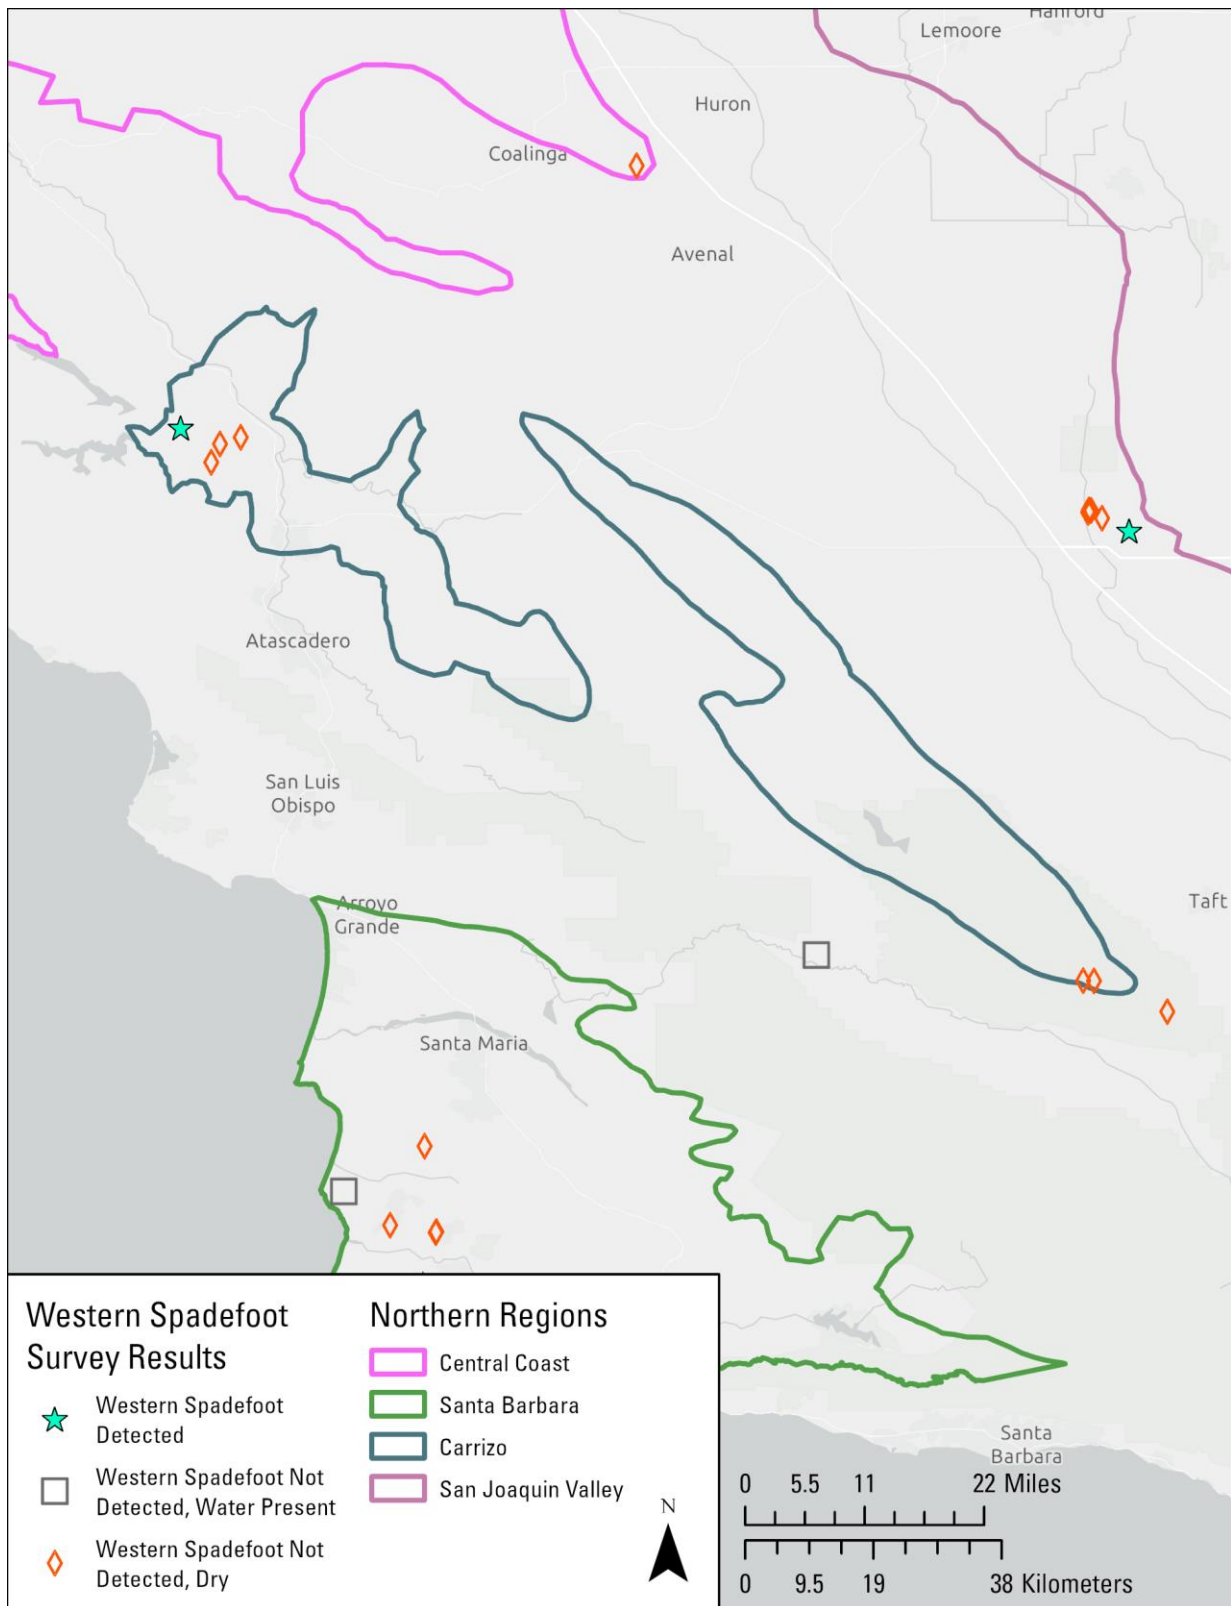 Hanford
Lemoore
Huron
Coalinga
Avenal
Atascadero
San Luis
Obispo
Taft
Arroyo
Grande
Santa Maria
Santa
Barbara
Western Spadefoot
Survey Results
Western Spadefoot
Detected
Western Spadefoot Not
Detected, Water Present
Western Spadefoot Not
Detected, Dry
Northern Regions
Central Coast
Santa Barbara
Carrizo
San Joaquin Valley
N
0 5.5 11 22 Miles
0 9.5 19 38 Kilometers